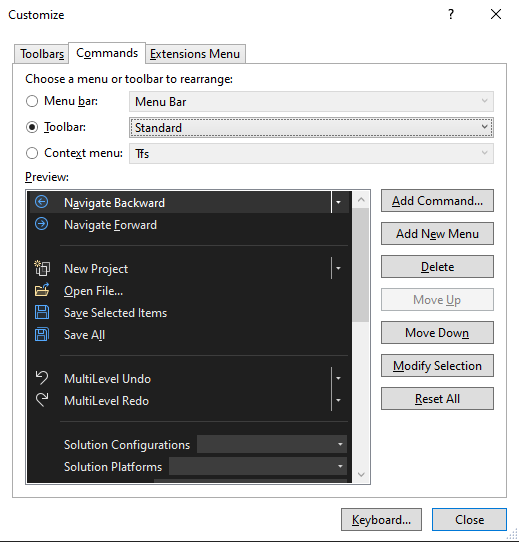 Customize
Toolbars Commands Extensions Menu
Choose a menu or toolbar to rearrange:
Menu bar: Menu Bar
Toolbar: Standard
Context menu: Tfs
Preview:
Navigate Backward
Navigate Forward
New Project
Open File...
Save Selected Items
Save All
MultiLevel Undo
MultiLevel Redo
Solution Configurations
Solution Platforms
Add Command...
Add New Menu
Delete
Move Up
Move Down
Modify Selection
Reset All
Keyboard... Close